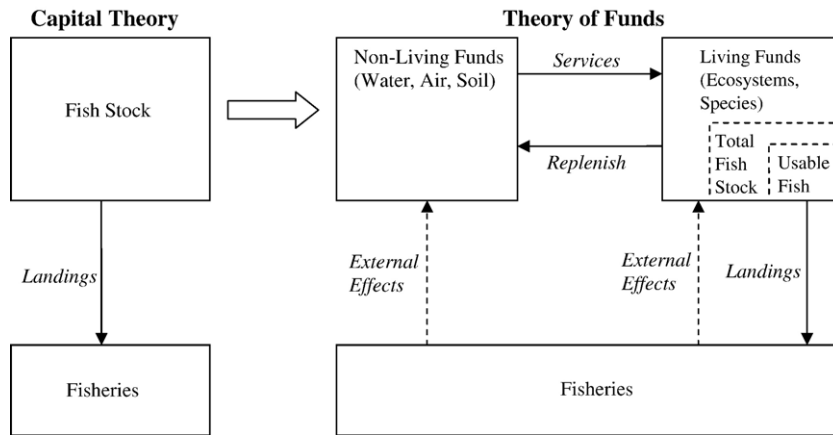 Capital Theory
Fish Stock
Landings
Fisheries
Theory of Funds
Non-Living Funds
(Water, Air, Soil)
Services
Replenish
Living Funds
(Ecosystems,
Species)
Total
Fish
Stock
Usable
Fish
External
Effects
External
Effects
Landings
Fisheries